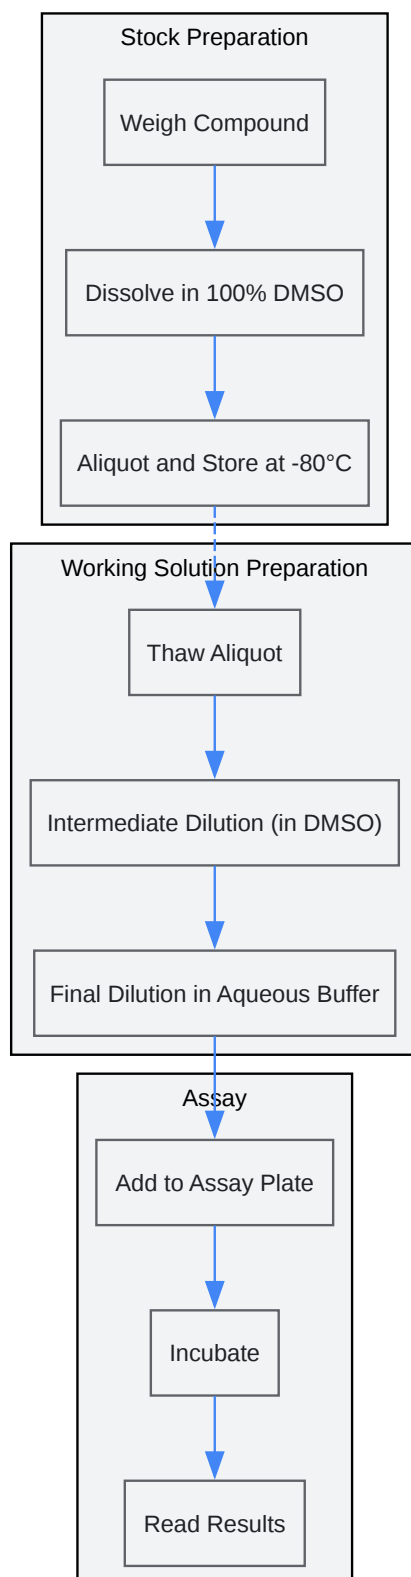 Stock Preparation
Weigh Compound
Dissolve in 100% DMSO
Aliquot and Store at -80°C
Working Solution Preparation
Thaw Aliquot
Intermediate Dilution (in DMSO)
Final Dilution in Aqueous Buffer
Assay
Add to Assay Plate
Incubate
Read Results